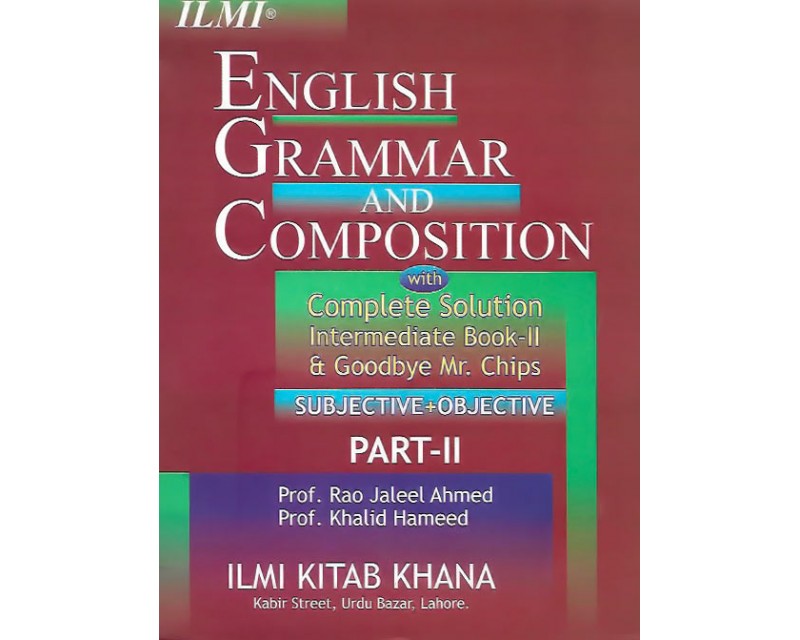 ILMI®
ENGLISH
GRAMMAR
AND
COMPOSITION
with
Complete Solution
Intermediate Book-II
& Goodbye Mr. Chips
SUBJECTIVE+OBJECTIVE
PART-II
Prof. Rao Jaleel Ahmed
Prof. Khalid Hameed
ILMI KITAB KHANA
Kabir Street, Urdu Bazar, Lahore.